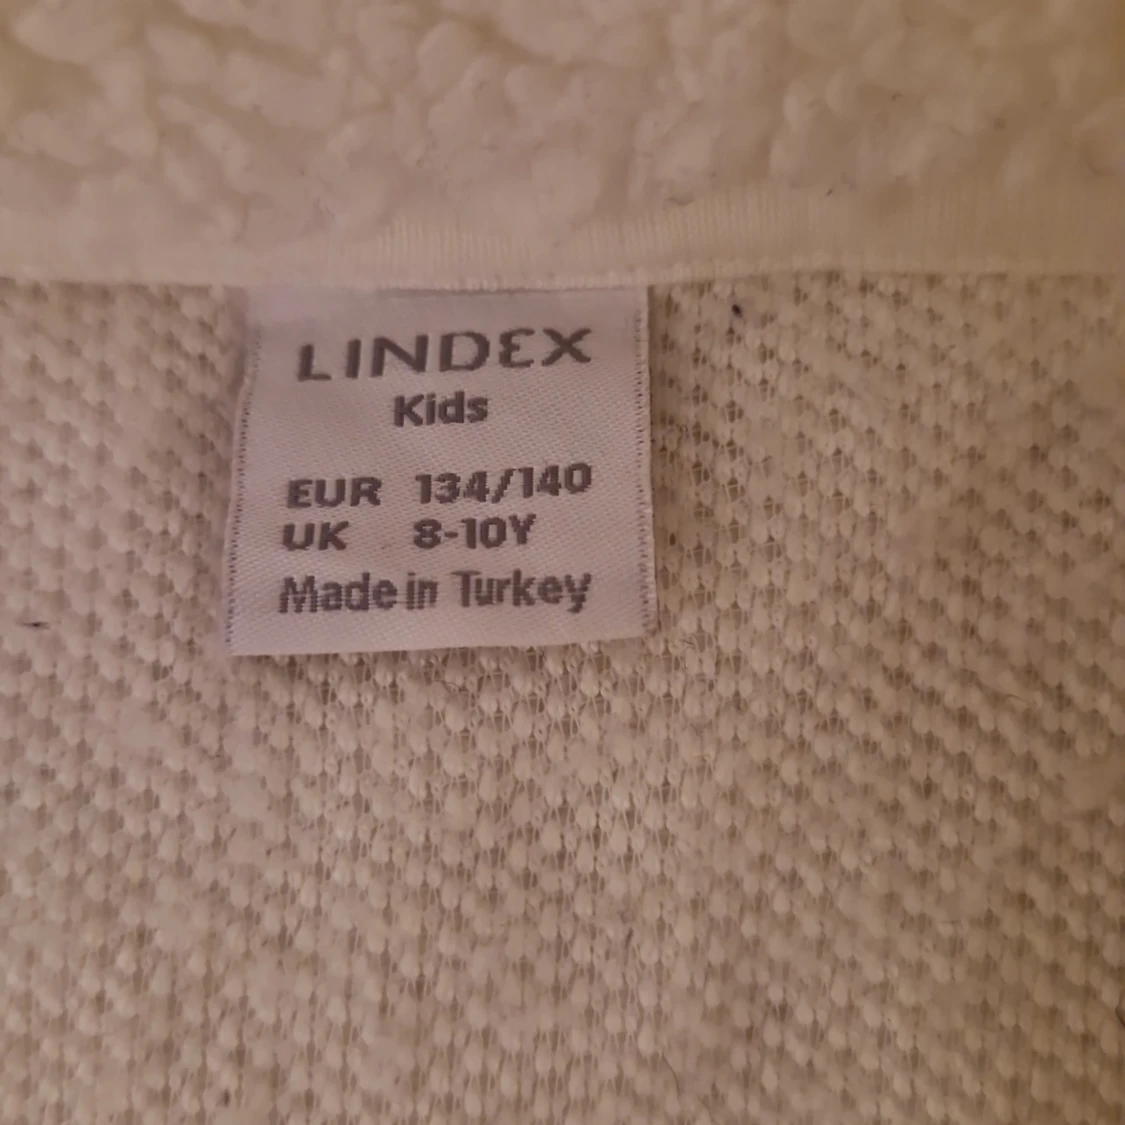 LINDEX
Kids
EUR 134/140
UK 8-10Y
Made in Turkey